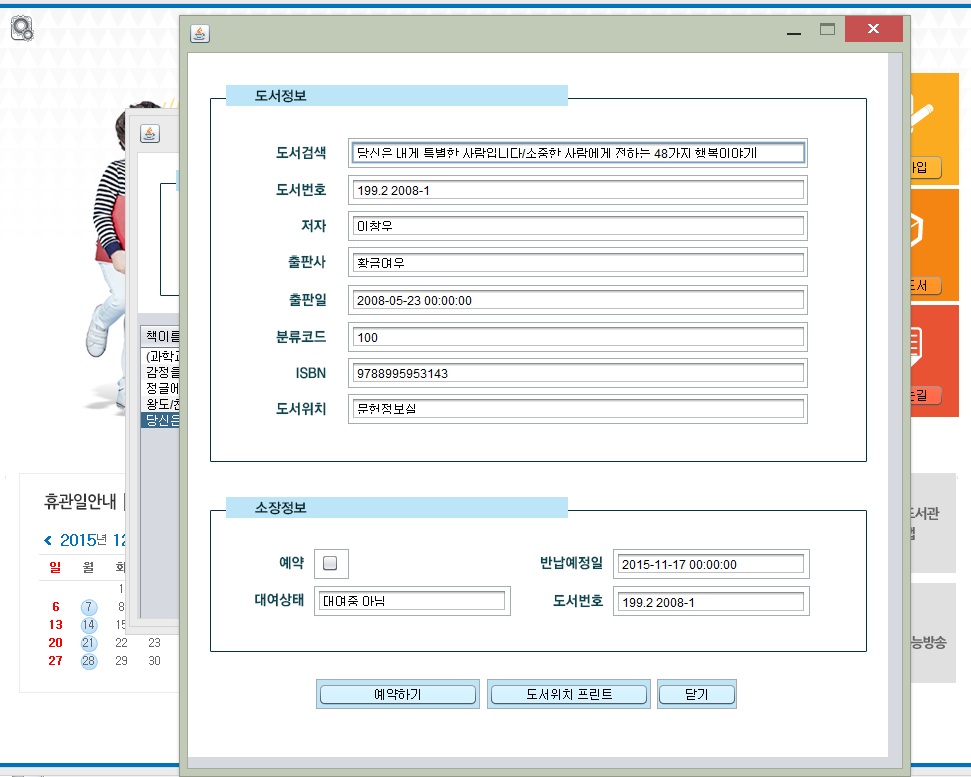 도서정보
도서검색 당신은 내게 특별한 사람입니다/소중한 사람에게 전하는 48가지 행복이야기
도서번호 199.2 2008-1
저자 이창우
출판사 황금여우
출판일 2008-05-23 00:00:00
분류코드 100
ISBN 9788995953143
도서위치 문헌정보실
소장정보
예약 반납예정일 2015-11-17 00:00:00
대여상태 대여중 아님 도서번호 199.2 2008-1
예약하기 도서위치 프린트 닫기
책이름
(과학고
감정을
정글에
왕도/천
당신은
휴관일안내
2015년 12
일 월 화
1
6 7 8
13 14 15
20 21 22 23
27 28 29 30
가입
도서
는길
도서관
앱
능방송